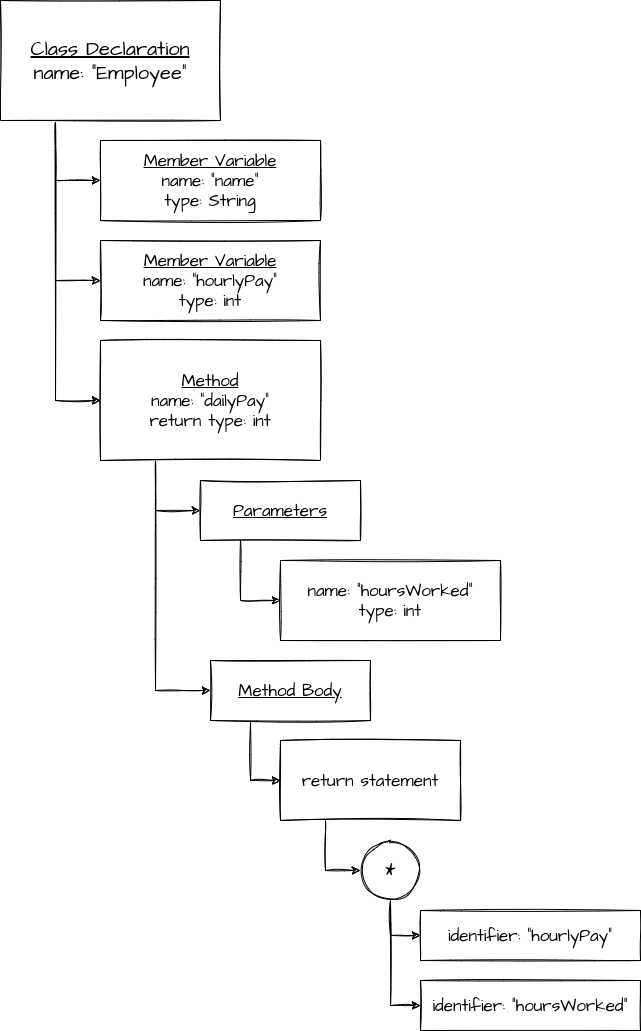 Class Declaration
name: "Employee"
Member Variable
name: "name"
type: String
Member Variable
name: "hourlyPay"
type: int
Method
name: "dailyPay"
return type: int
Parameters
name: "hoursWorked"
type: int
Method Body
return statement
*
identifier: "hourlyPay"
identifier: "hoursWorked"